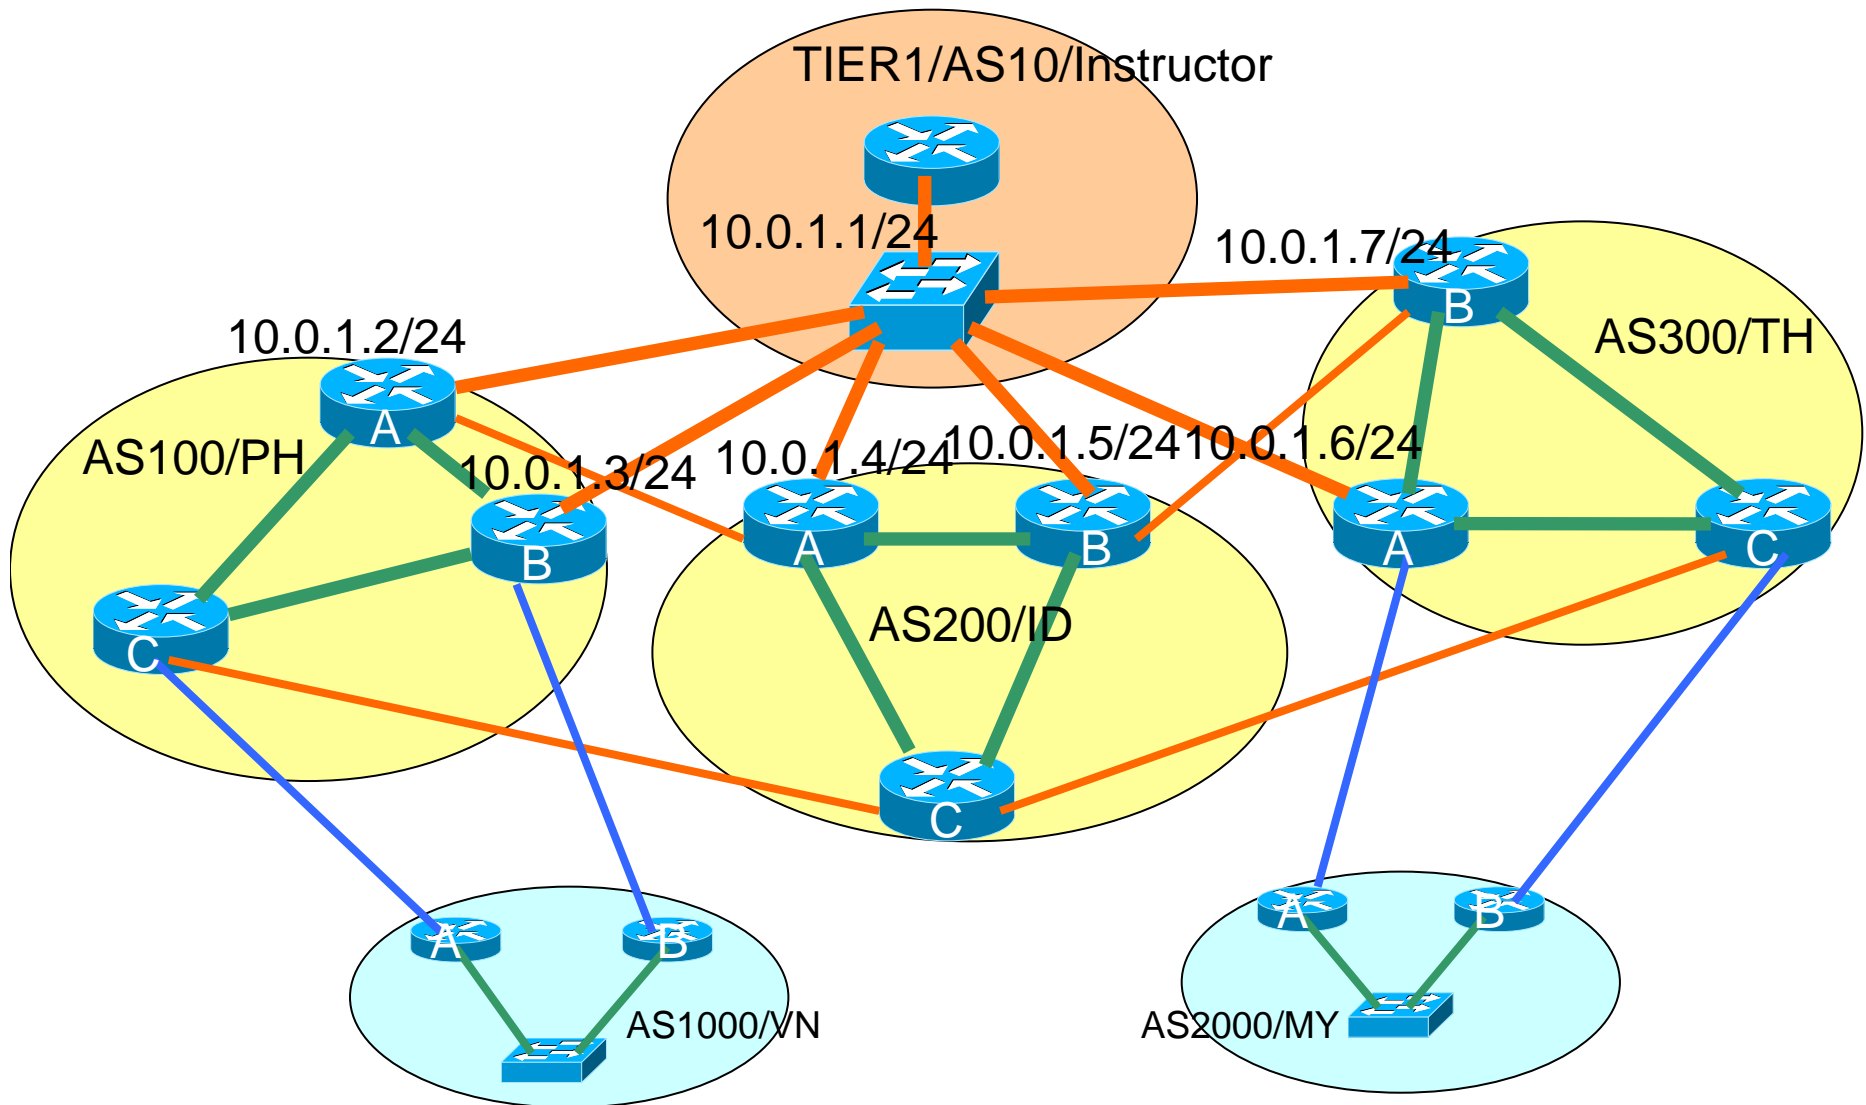 TIER1/AS10/Instructor
10.0.1.1/24
10.0.1.7/24
B
AS300/TH
10.0.1.2/24
A
AS100/PH
10.0.1.3/24
10.0.1.4/24
10.0.1.5/24
10.0.1.6/24
B
A
B
A
C
AS200/ID
C
C
A
B
AS1000/VN
A
B
AS2000/MY